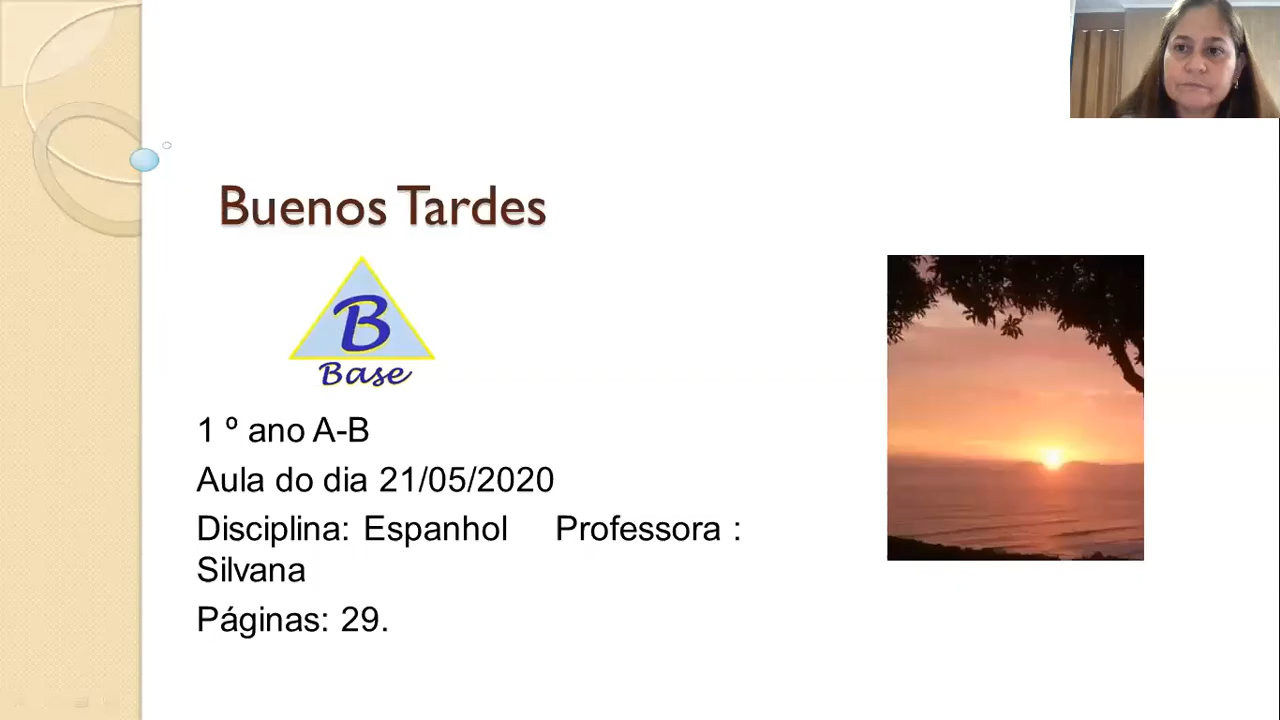 Buenos Tardes
B
Base
1 º ano A-B
Aula do dia 21/05/2020
Disciplina: Espanhol Professora :
Silvana
Páginas: 29.